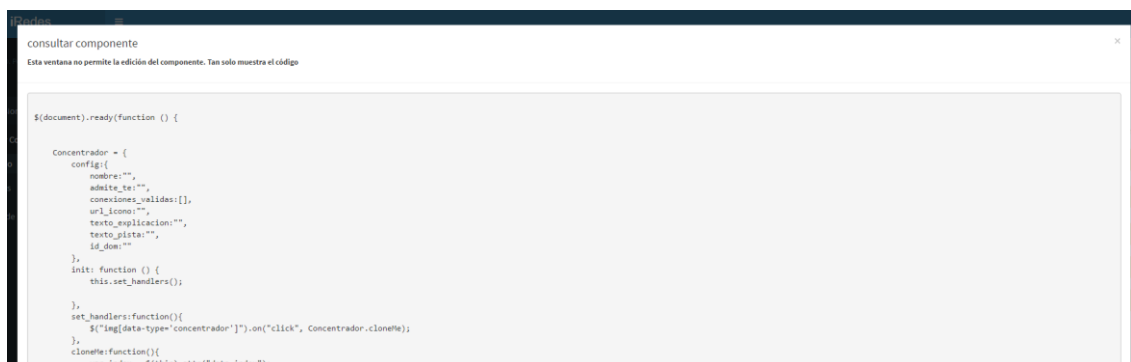 iRedes
consultar componente
×
Esta ventana no permite la edición del componente. Tan solo muestra el código
$(document).ready(function () {
Concentrador = {
config:{
nombre:"",
admite_te:"",
conexiones_validas:[],
url_icono:"",
texto_explicacion:"",
texto_pista:"",
id_dom:""
},
init: function () {
this.set_handlers();
},
set_handlers:function(){
$("img[data-type='concentrador']").on("click", Concentrador.cloneMe);
},
cloneMe:function(){